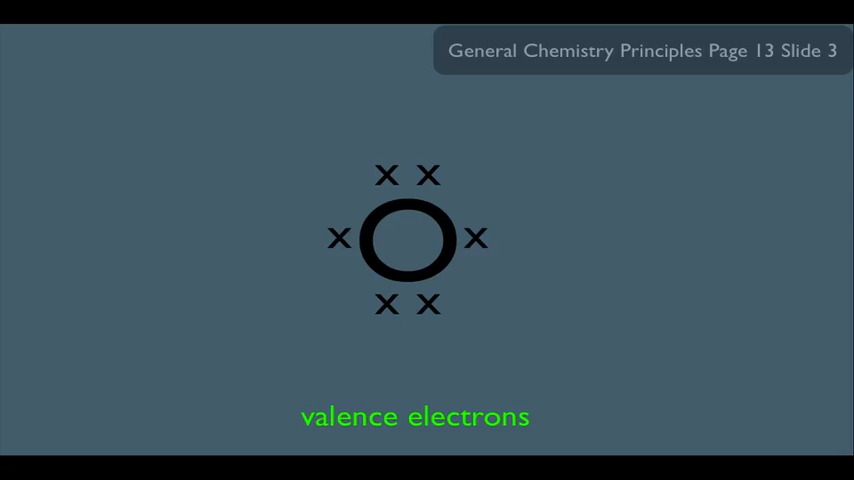 General Chemistry Principles Page 13 Slide 3
x x
x O x
x x
valence electrons